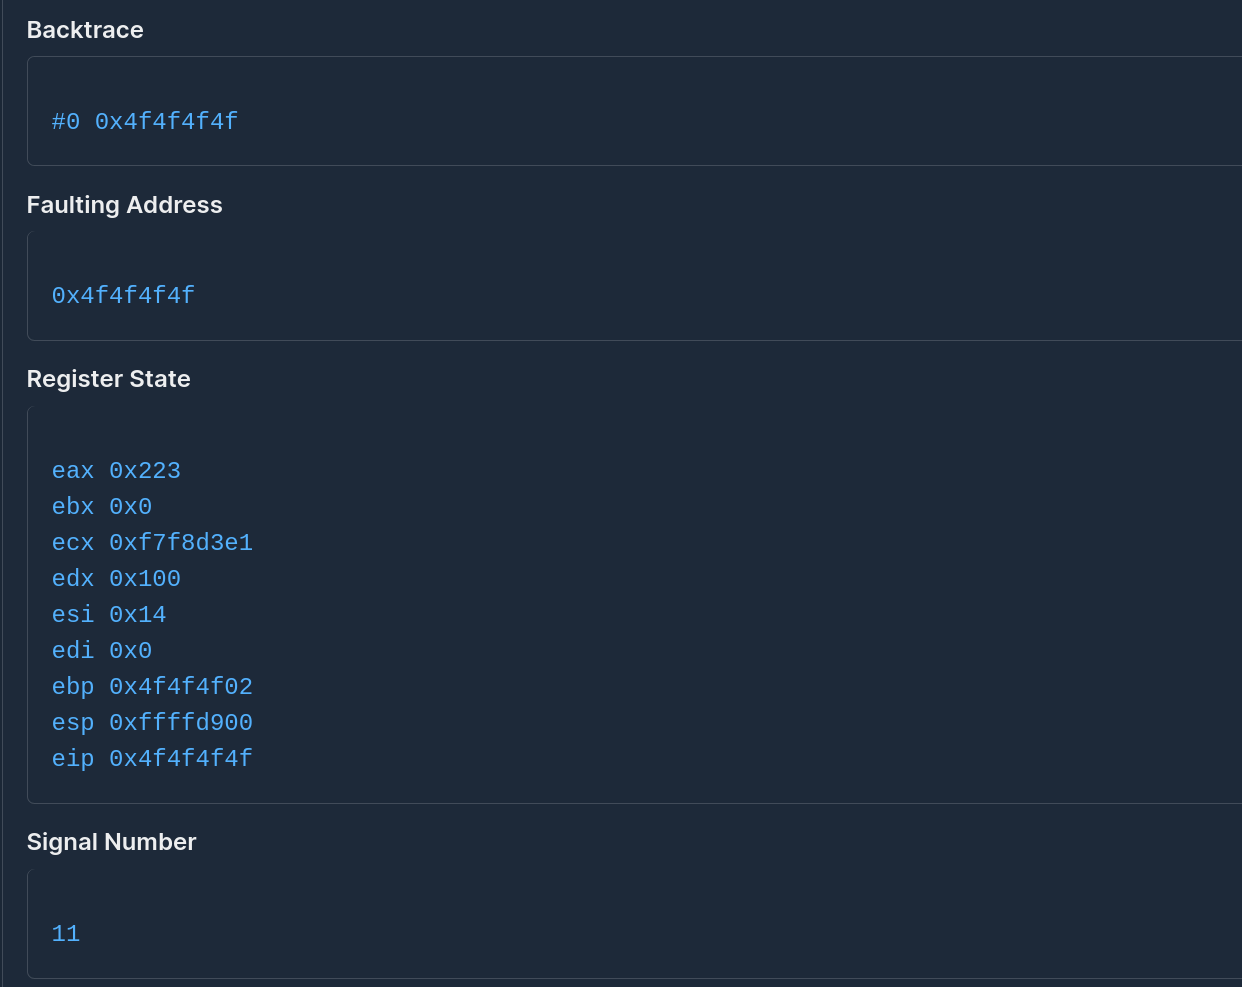 Backtrace
#0 0x4f4f4f4f
Faulting Address
0x4f4f4f4f
Register State
eax 0x223
ebx 0x0
ecx 0xf7f8d3e1
edx 0x100
esi 0x14
edi 0x0
ebp 0x4f4f4f02
esp 0xffffd900
eip 0x4f4f4f4f
Signal Number
11